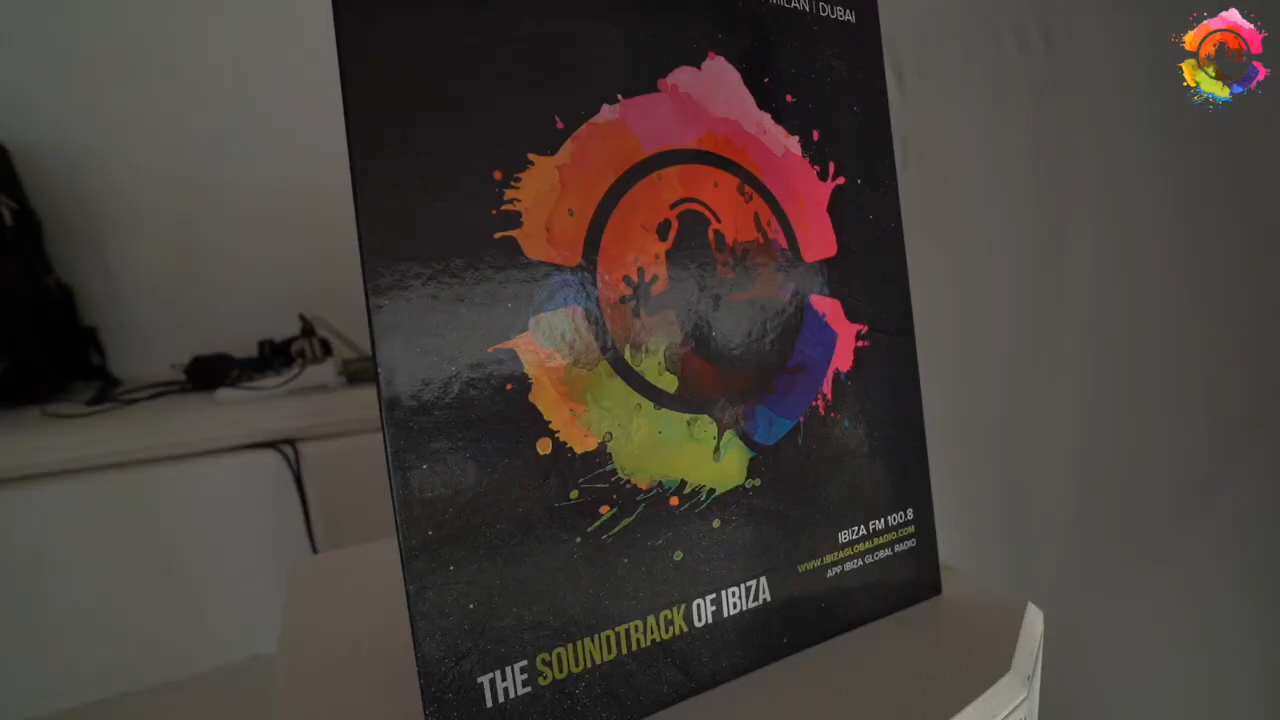 MILAN | DUBAI
IBIZA FM 100.8
WWW.IBIZAGLOBALRADIO.COM
APP IBIZA GLOBAL RADIO
THE SOUNDTRACK OF IBIZA